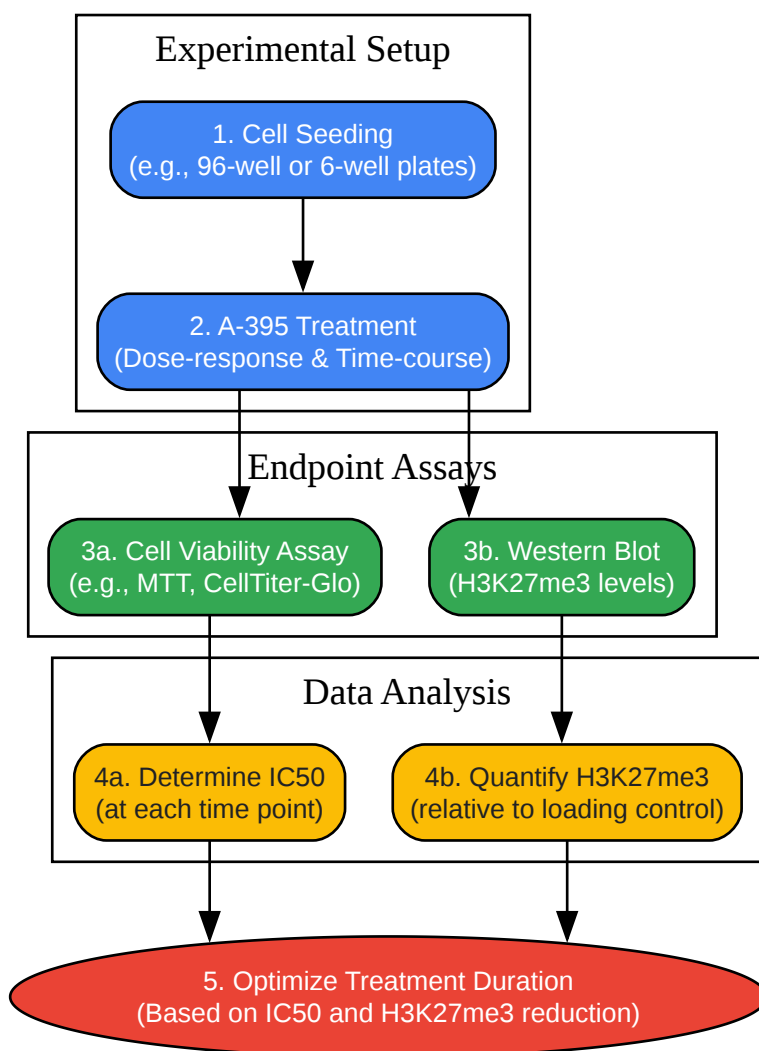 Experimental Setup
1. Cell Seeding
(e.g., 96-well or 6-well plates)
2. A-395 Treatment
(Dose-response & Time-course)
Endpoint Assays
3a. Cell Viability Assay
(e.g., MTT, CellTiter-Glo)
3b. Western Blot
(H3K27me3 levels)
Data Analysis
4a. Determine IC50
(at each time point)
4b. Quantify H3K27me3
(relative to loading control)
5. Optimize Treatment Duration
(Based on IC50 and H3K27me3 reduction)